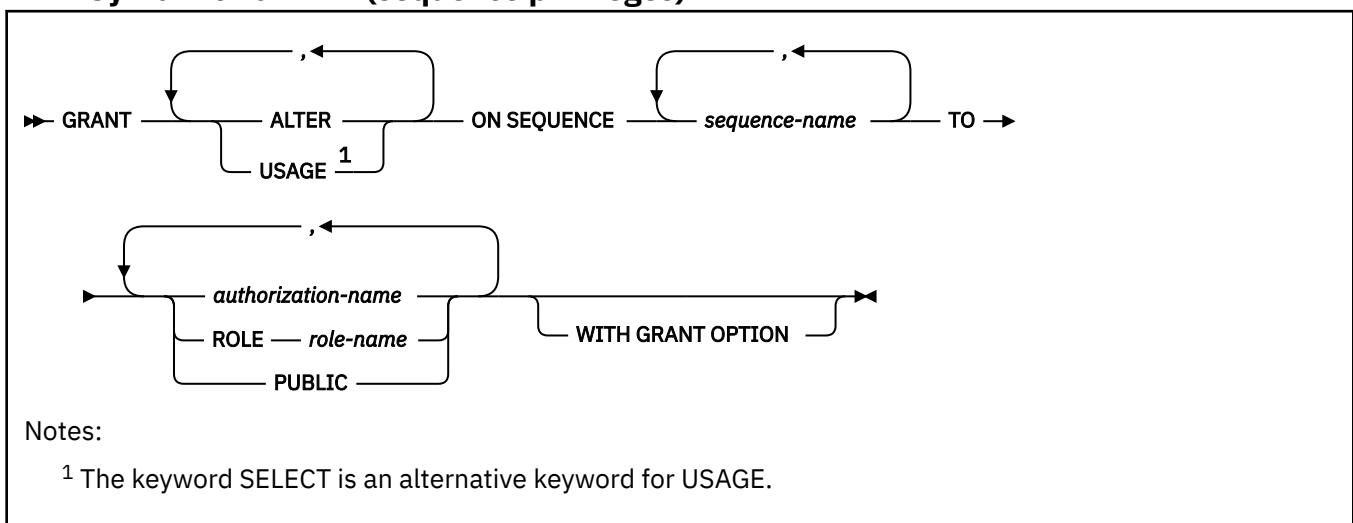 ,
,
GRANT ALTER ON SEQUENCE sequence-name TO
USAGE 1
,
authorization-name
ROLE role-name WITH GRANT OPTION
PUBLIC
Notes:
1 The keyword SELECT is an alternative keyword for USAGE.